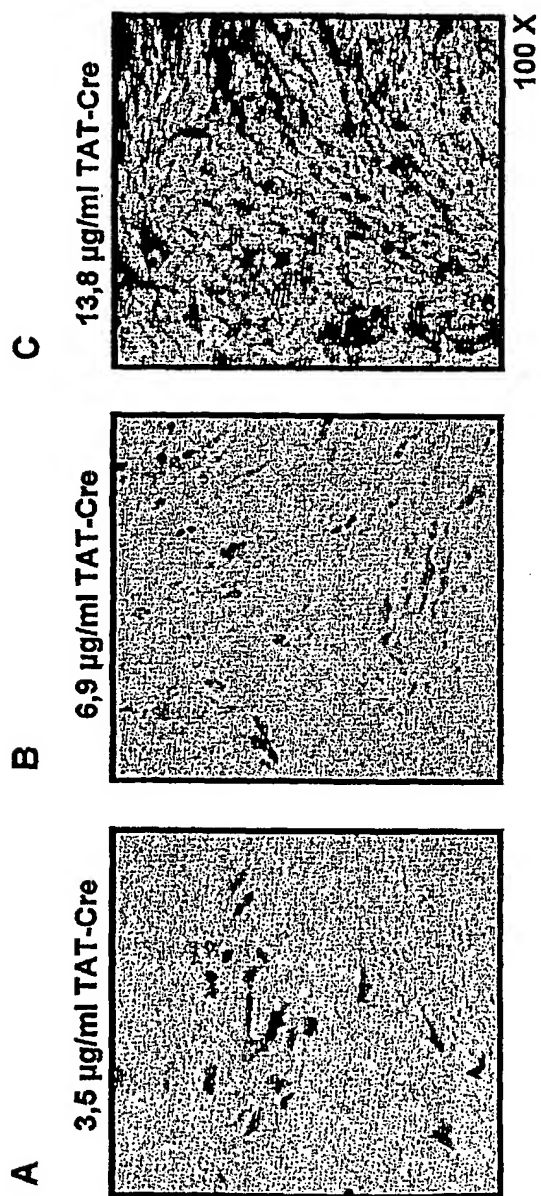 A
3,5 µg/ml TAT-Cre
B
6,9 µg/ml TAT-Cre
C
13,8 µg/ml TAT-Cre
100 X